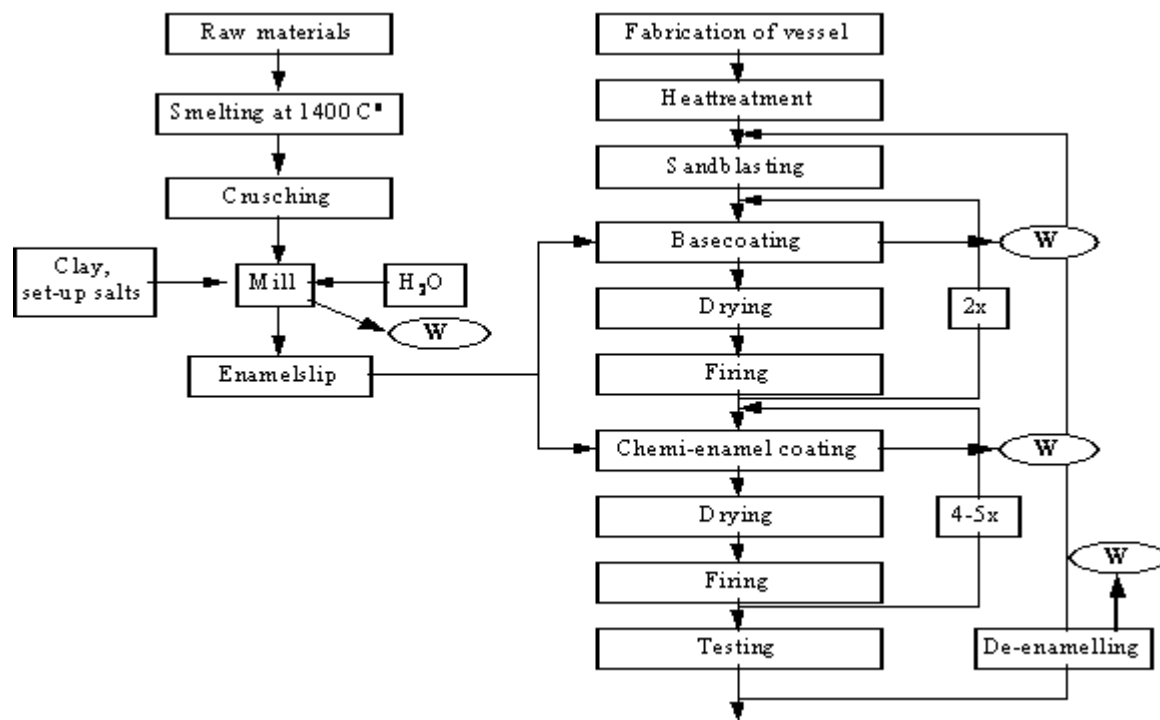 Raw materials
Smelting at 1400 C°
Crusching
Clay,
set-up salts
Mill
H₂O
W
Enamelslip
Fabrication of vessel
Heattreatment
Sandblasting
Basecoating
W
Drying
2x
Firing
Chemi-enamel coating
W
Drying
4-5x
Firing
W
Testing
De-enamelling